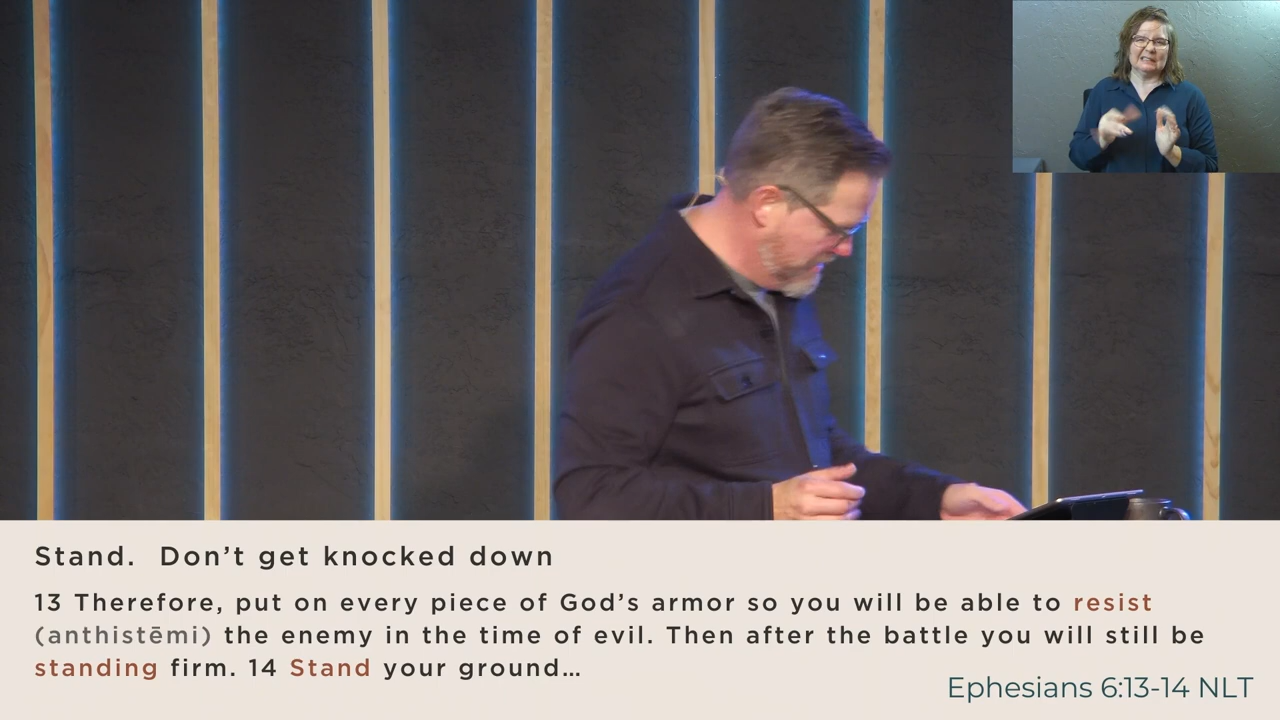 Stand. Don’t get knocked down
13 Therefore, put on every piece of God’s armor so you will be able to resist
(anthistēmi) the enemy in the time of evil. Then after the battle you will still be
standing firm. 14 Stand your ground…
Ephesians 6:13-14 NLT